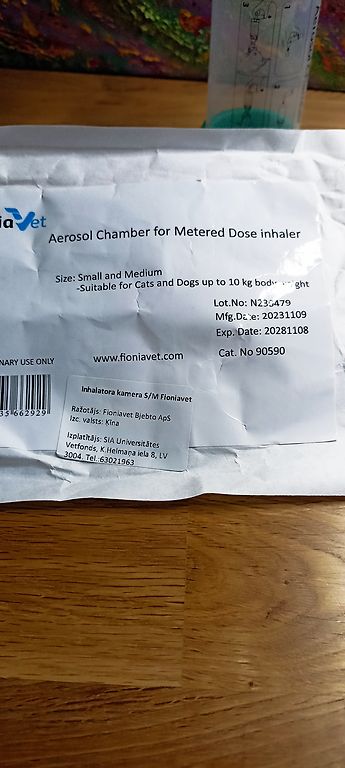 iaVet
Aerosol Chamber for Metered Dose inhaler
Size: Small and Medium
-Suitable for Cats and Dogs up to 10 kg body
Lot.No: N235479
Mfg.Date: 20231109
Exp. Date: 20281108
NARY USE ONLY
www.fioniavet.com
Cat. No 90590
35 662929
Inhalatora kamera S/M Fioniavet
Ražotājs: Fioniavet Bjebto ApS
Izc. valsts: Ķīna
Izplatītājs: SIA Universitātes
Vetfonds, K.Helmaņa iela 8, LV
3004. Tel.:63021963